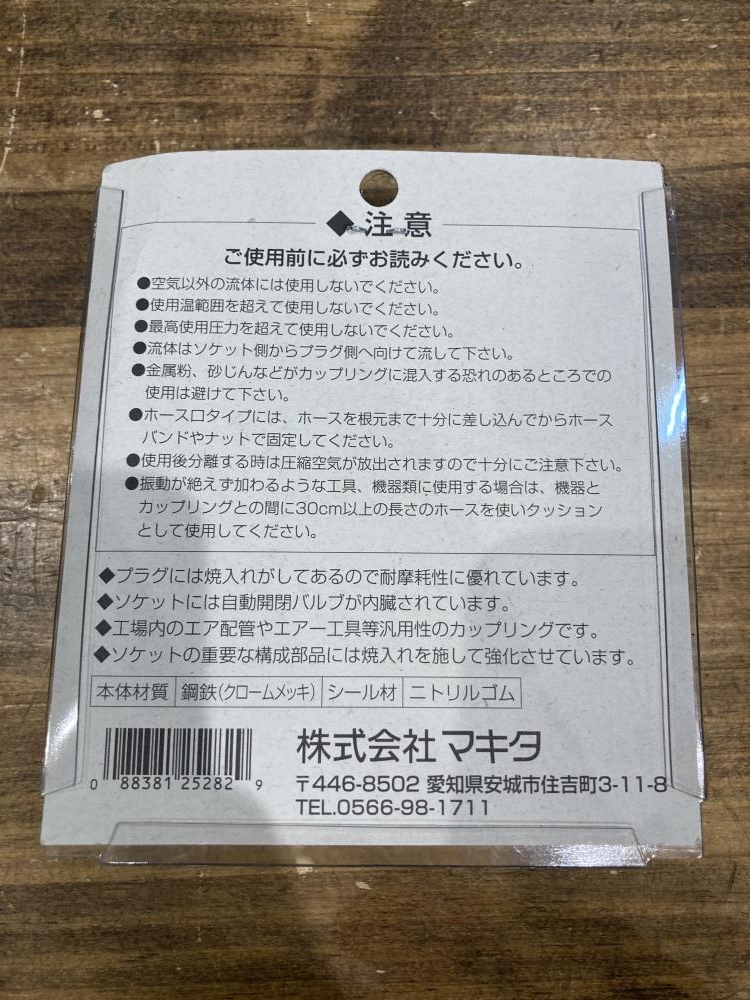 ◆注意
ご使用前に必ずお読みください。
●空気以外の流体には使用しないでください。
●使用温範囲を超えて使用しないでください。
●最高使用圧力を超えて使用しないでください。
●流体はソケット側からプラグ側へ向けて流して下さい。
●金属粉、砂じんなどがカップリングに混入する恐れのあるところでの
使用は避けて下さい。
●ホース口タイプには、ホースを根元まで十分に差し込んでからホース
バンドやナットで固定してください。
●使用後分離する時は圧縮空気が放出されますので十分にご注意下さい。
●振動が絶えず加わるような工具、機器類に使用する場合は、機器と
カップリングとの間に30cm以上の長さのホースを使いクッション
として使用してください。
◆プラグには焼入れがしてあるので耐摩耗性に優れています。
◆ソケットには自動開閉バルブが内臓されています。
◆工場内のエア配管やエアー工具等汎用性のカップリングです。
◆ソケットの重要な構成部品には焼入れを施して強化させています。
本体材質 鋼鉄(クロームメッキ) シール材 ニトリルゴム
株式会社 マキタ
〒446-8502 愛知県安城市住吉町3-11-8
TEL.0566-98-1711
0 88381 25282 9